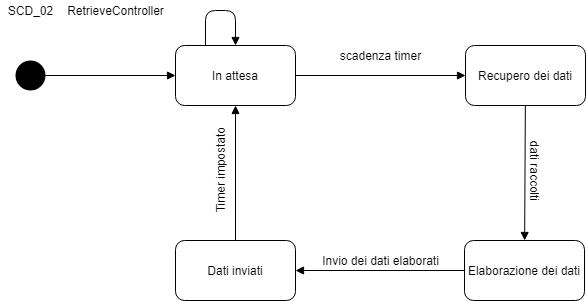 SCD_02 RetrieveController
scadenza timer
In attesa
Recupero dei dati
Timer impostato
dati raccolti
Invio dei dati elaborati
Dati inviati
Elaborazione dei dati